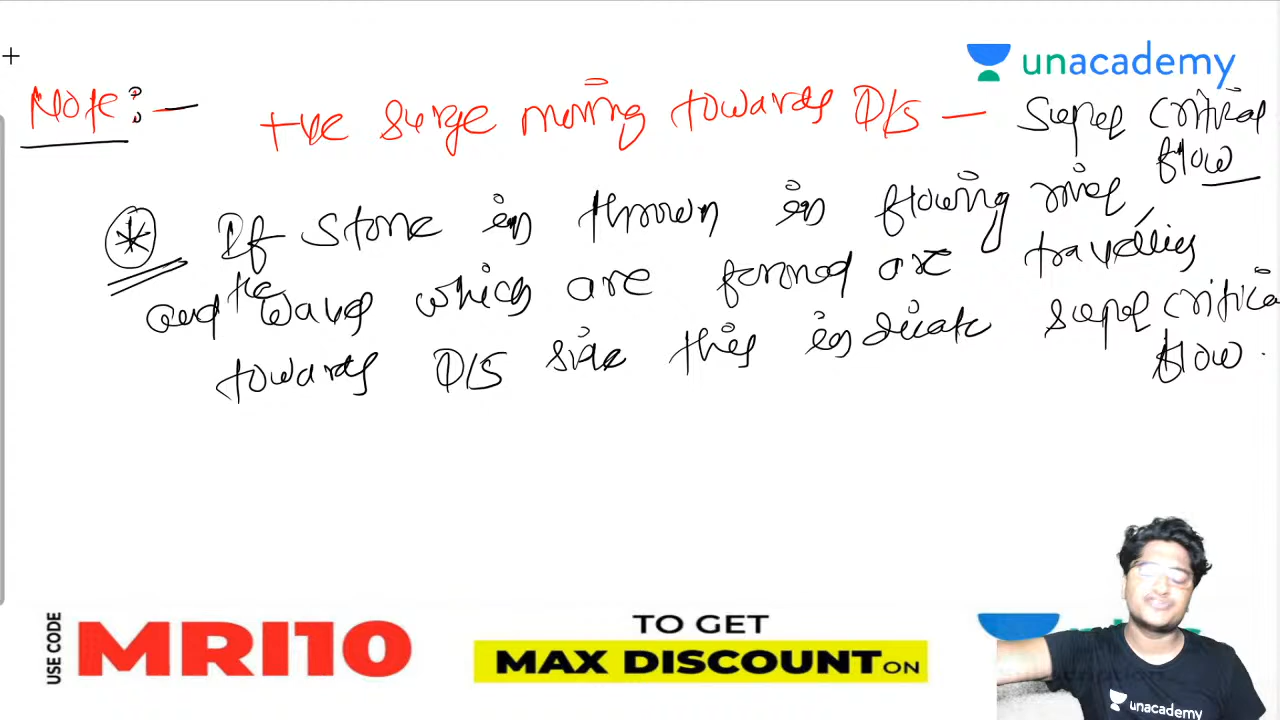 unacademy
Note :- +ve surge moving towards D/S - super critical
flow
* If stone is thrown in flowing river,
and the waves which are formed are travelling
towards D/S side this indicate super critical
flow.
USE CODE
MRI10
TO GET
MAX DISCOUNT ON
unacademy